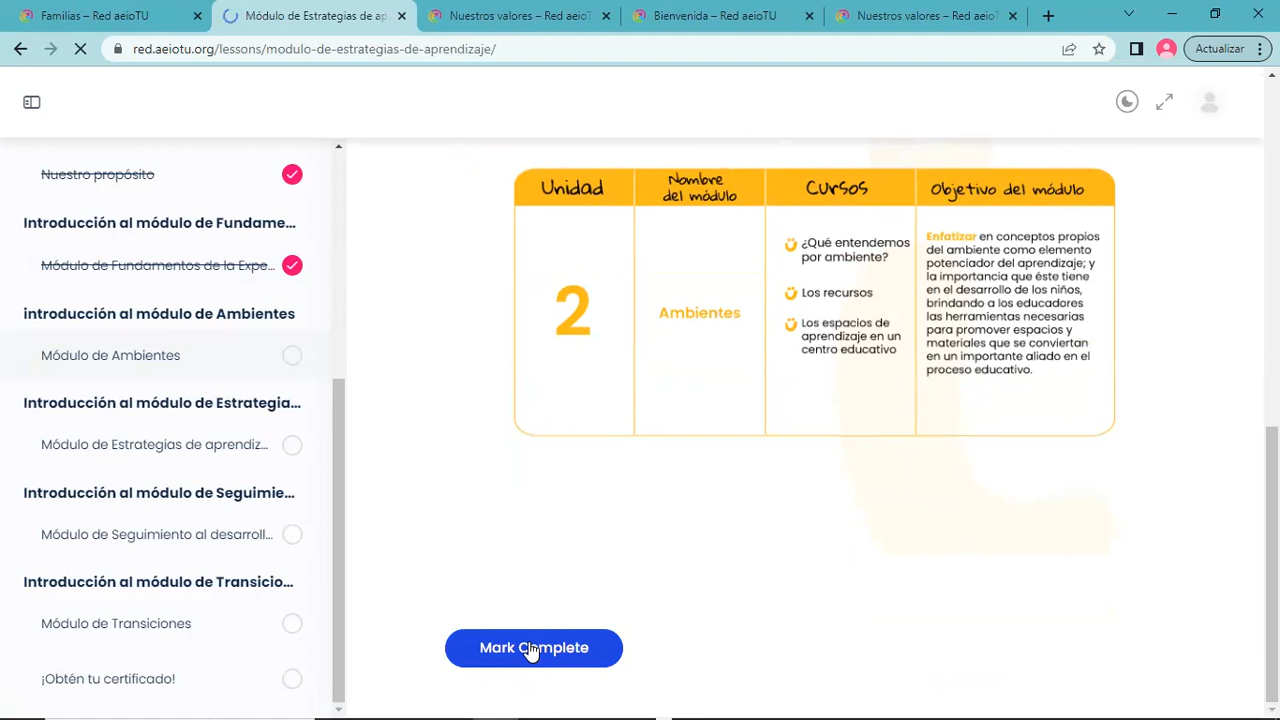 Familias – Red aeioTU
Módulo de Estrategias de ap
Nuestros valores – Red aeioT
Bienvenida – Red aeioTU
Nuestros valores – Red aeioT
red.aeiotu.org/lessons/modulo-de-estrategias-de-aprendizaje/
Actualizar
Nuestro propósito
Introducción al módulo de Fundame...
Módulo de Fundamentos de la Expe...
introducción al módulo de Ambientes
Módulo de Ambientes
Introducción al módulo de Estrategia...
Módulo de Estrategias de aprendiz...
Introducción al módulo de Seguimie...
Módulo de Seguimiento al desarroll...
Introducción al módulo de Transicio...
Módulo de Transiciones
¡Obtén tu certificado!
Unidad
Nombre
del módulo
Cursos
Objetivo del módulo
2
Ambientes
¿Qué entendemos
por ambiente?
Los recursos
Los espacios de
aprendizaje en un
centro educativo
Enfatizar en conceptos propios
del ambiente como elemento
potenciador del aprendizaje; y
la importancia que éste tiene
en el desarrollo de los niños,
brindando a los educadores
las herramientas necesarias
para promover espacios y
materiales que se conviertan
en un importante aliado en el
proceso educativo.
Mark Complete